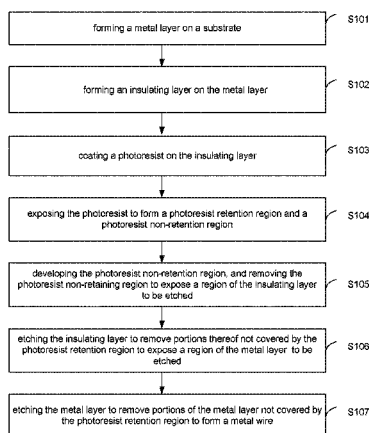 forming a metal layer on a substrate
S101
forming an insulating layer on the metal layer
S102
coating a photoresist on the insulating layer
S103
exposing the photoresist to form a photoresist retention region and a
photoresist non-retention region
S104
developing the photoresist non-retention region, and removing the
photoresist non-retaining region to expose a region of the insulating layer
to be etched
S105
etching the insulating layer to remove portions thereof not covered by the
photoresist retention region to expose a region of the metal layer to be
etched
S106
etching the metal layer to remove portions of the metal layer not covered by
the photoresist retention region to form a metal wire
S107